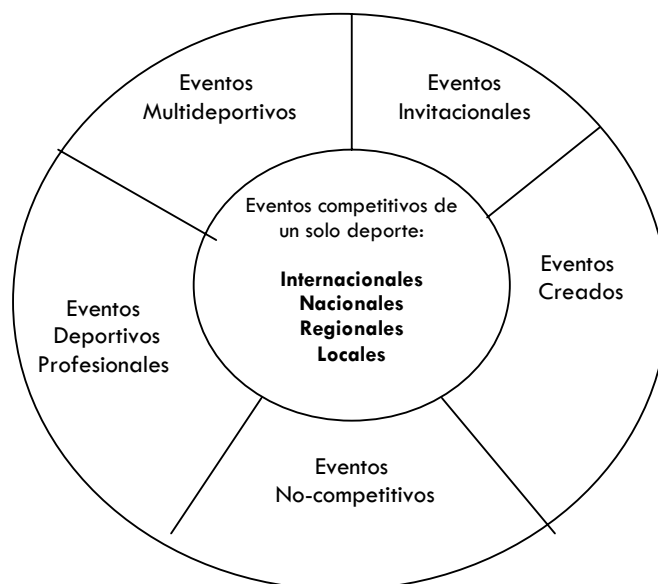 Eventos
Multideportivos
Eventos
Invitacionales
Eventos competitivos de
un solo deporte:
Internacionales
Nacionales
Regionales
Locales
Eventos
Creados
Eventos
Deportivos
Profesionales
Eventos
No-competitivos